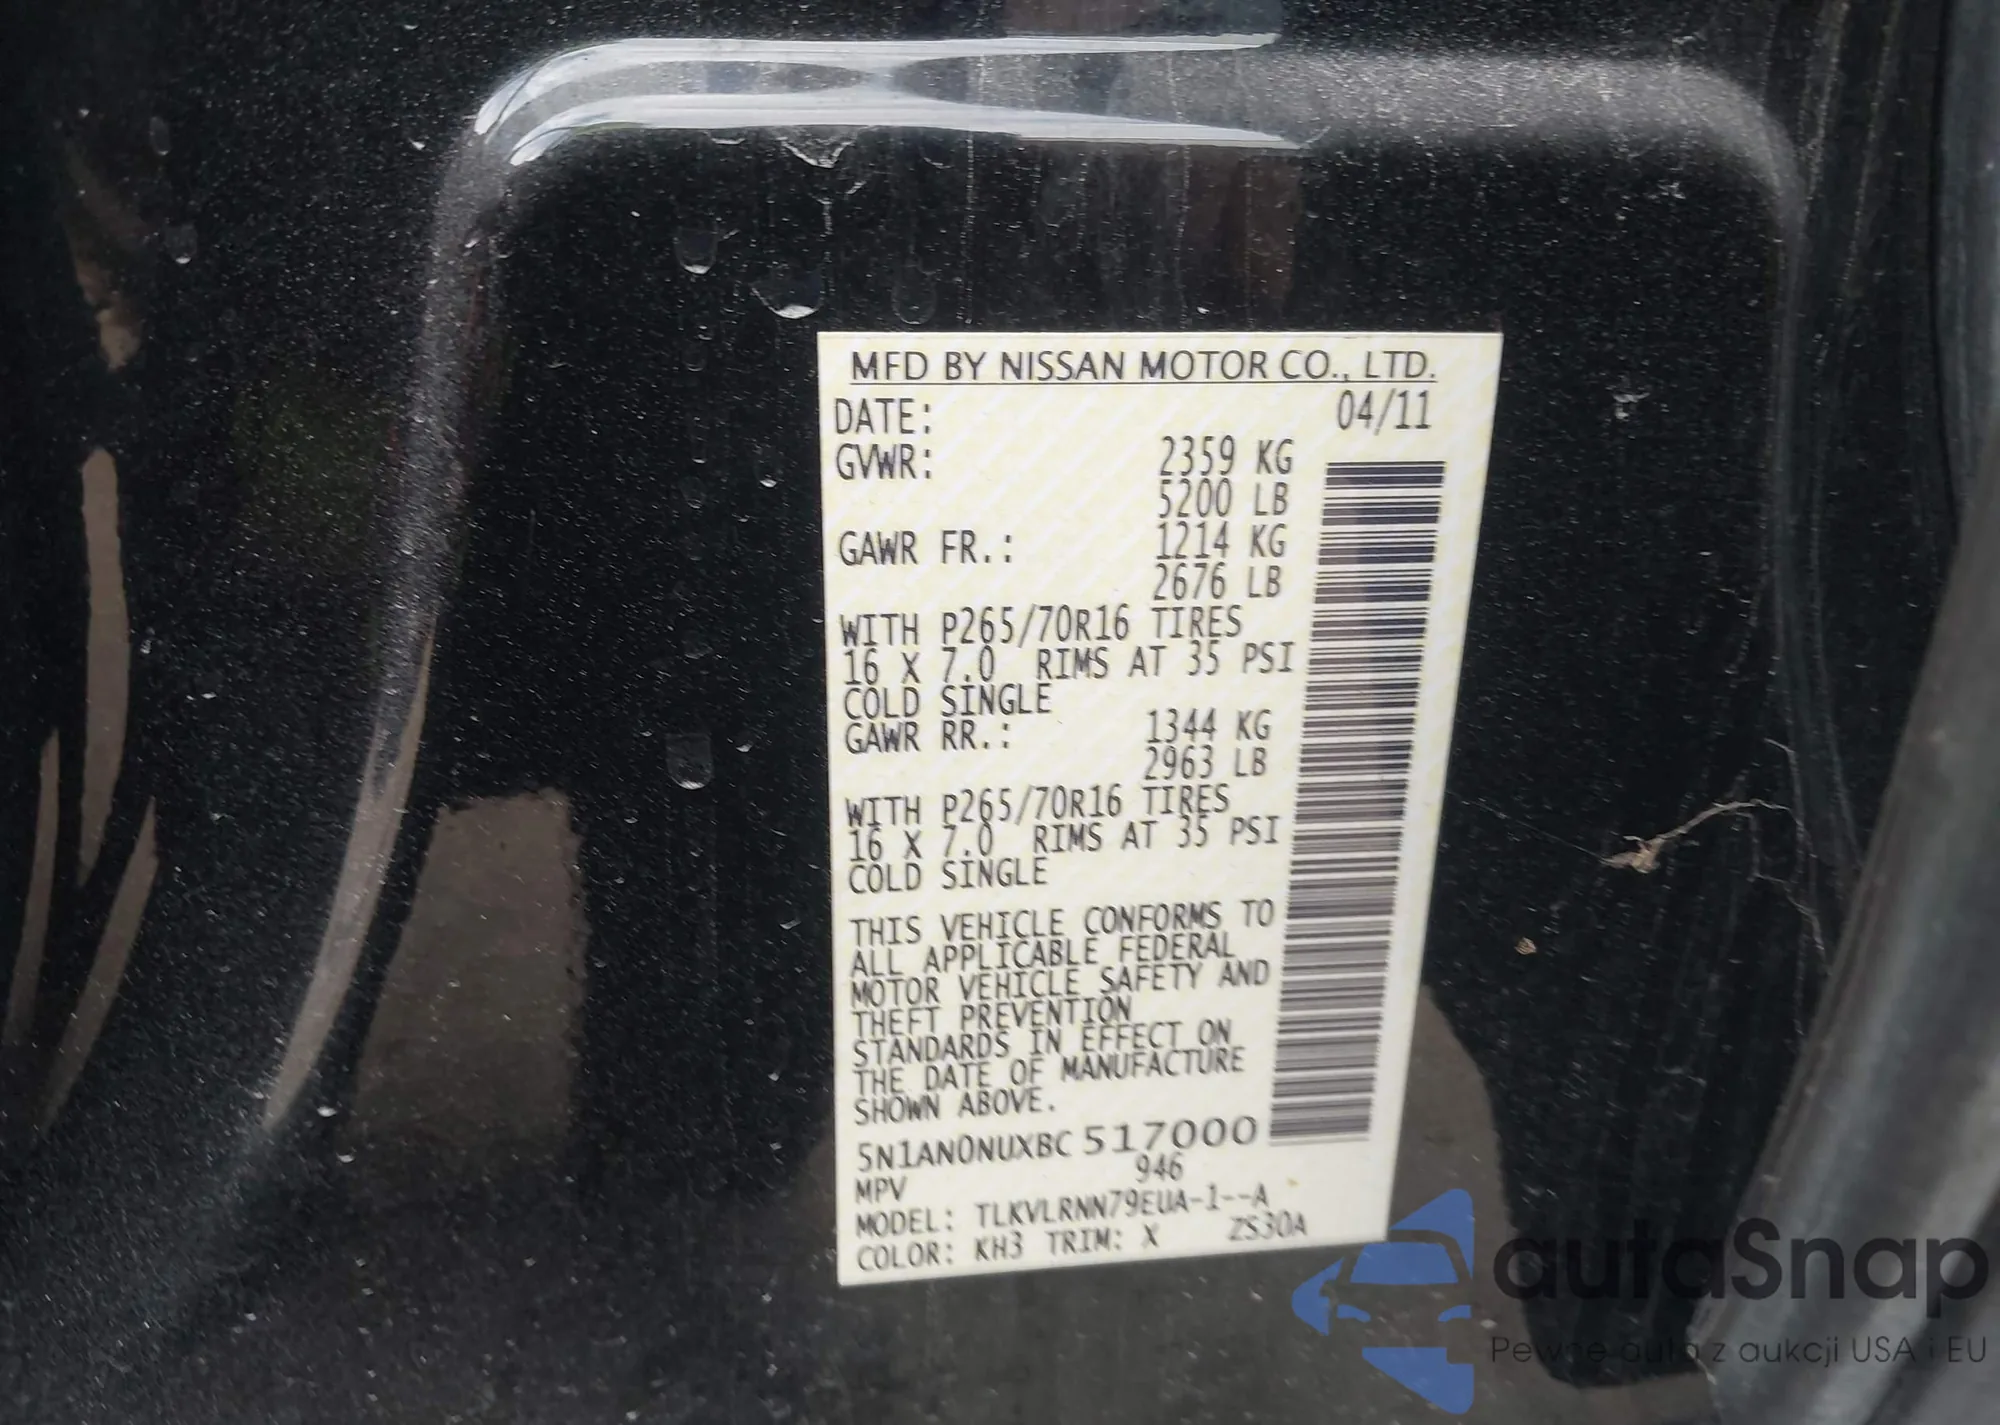 MFD BY NISSAN MOTOR CO., LTD.
DATE: 04/11
GVWR: 2359 KG
5200 LB
GAWR FR.: 1214 KG
2676 LB
WITH P265/70R16 TIRES
16 X 7.0 RIMS AT 35 PSI
COLD SINGLE
GAWR RR.: 1344 KG
2963 LB
WITH P265/70R16 TIRES
16 X 7.0 RIMS AT 35 PSI
COLD SINGLE
THIS VEHICLE CONFORMS TO
ALL APPLICABLE FEDERAL
MOTOR VEHICLE SAFETY AND
THEFT PREVENTION
STANDARDS IN EFFECT ON
THE DATE OF MANUFACTURE
SHOWN ABOVE.
5N1AN0NUXBC 517000
MPV 946
MODEL: TLKVLRNN79EUA-1--A
COLOR: KH3 TRIM: X ZS30A
autaSnap
Pewne auto z aukcji USA i EU